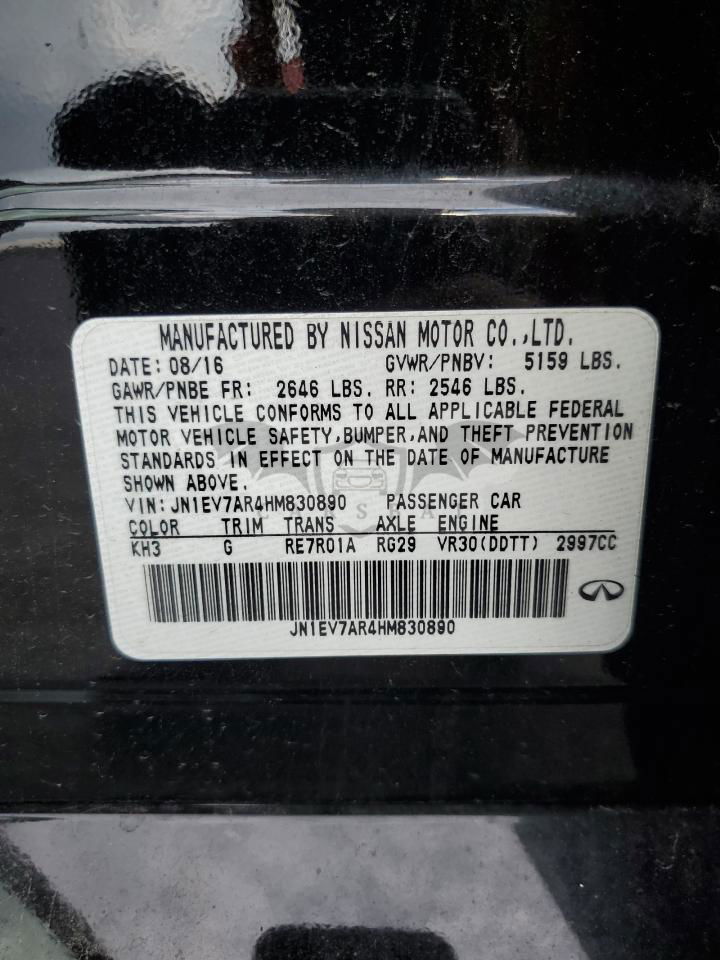 MANUFACTURED BY NISSAN MOTOR CO.,LTD.
DATE: 08/16 GVWR/PNBV: 5159 LBS.
GAWR/PNBE FR: 2646 LBS. RR: 2546 LBS.
THIS VEHICLE CONFORMS TO ALL APPLICABLE FEDERAL
MOTOR VEHICLE SAFETY,BUMPER,AND THEFT PREVENTION
STANDARDS IN EFFECT ON THE DATE OF MANUFACTURE
SHOWN ABOVE.
VIN:JN1EV7AR4HM830890 PASSENGER CAR
COLOR TRIM TRANS AXLE ENGINE
KH3 G RE7R01A RG29 VR30(DDTT) 2997CC
JN1EV7AR4HM830890